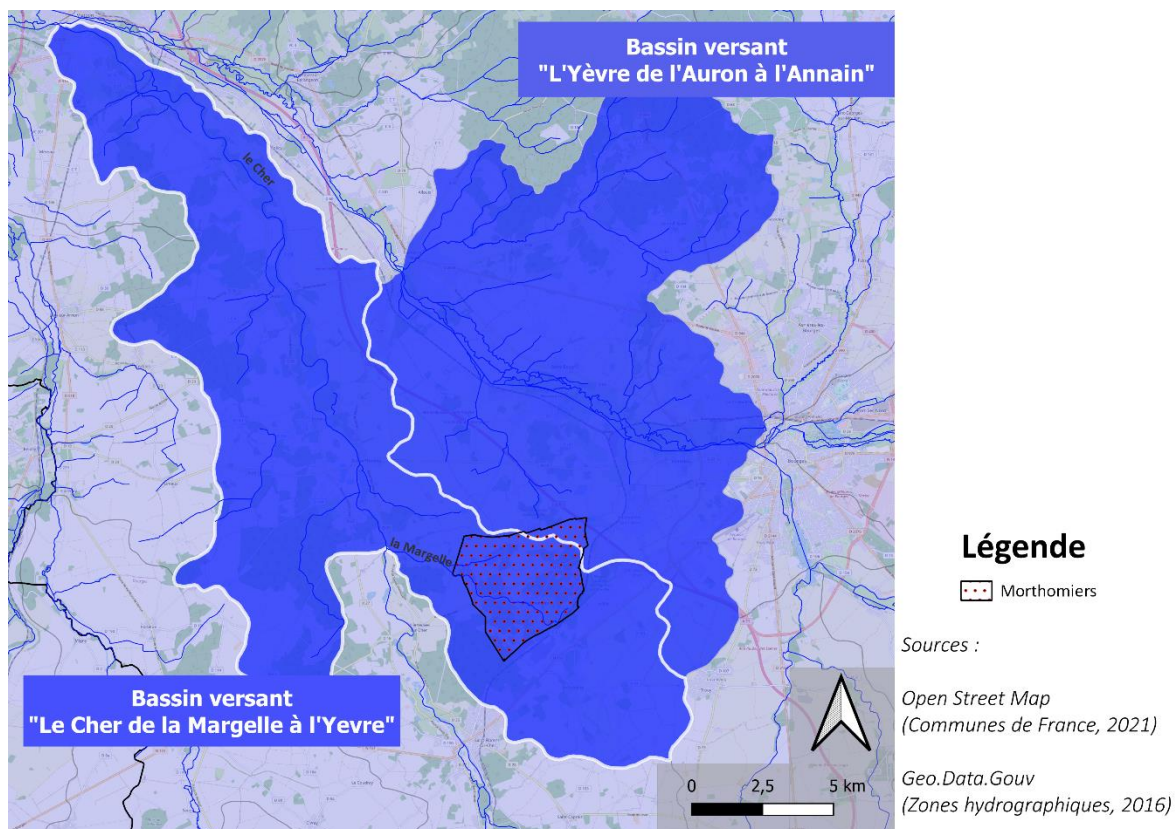 Bassin versant
"L'Yèvre de l'Auron à l'Annain"
le Cher
la Margelle
Bassin versant
"Le Cher de la Margelle à l'Yevre"
0 2,5 5 km
Légende
Morthomiers
Sources :
Open Street Map
(Communes de France, 2021)
Geo.Data.Gouv
(Zones hydrographiques, 2016)